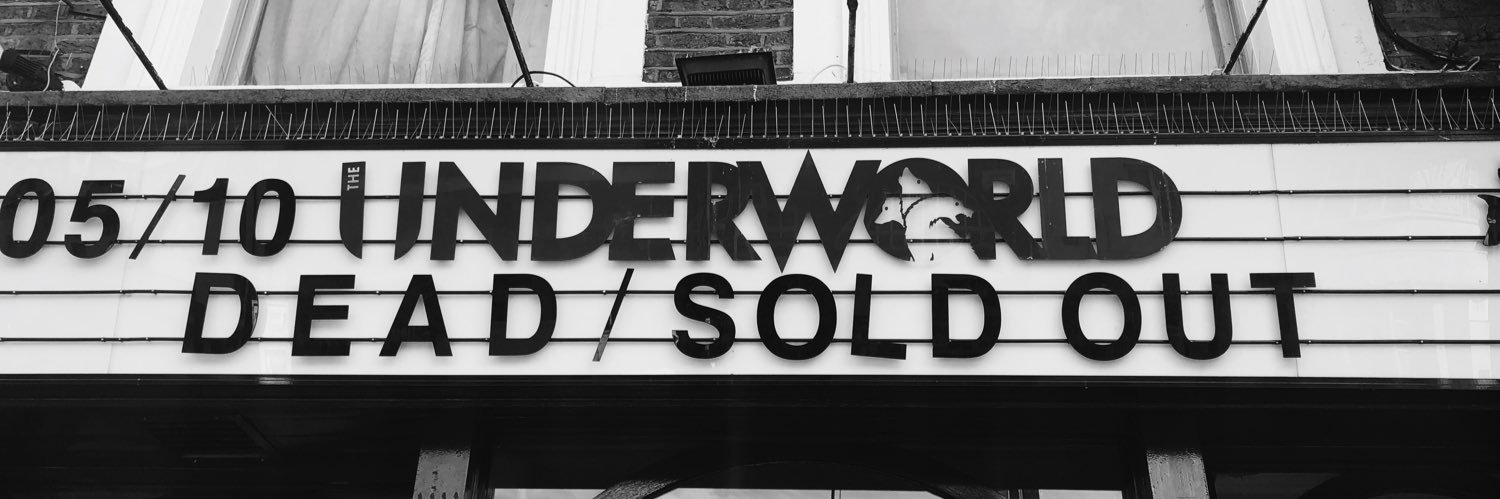 05/10 THE UNDERWORLD
DEAD / SOLD OUT